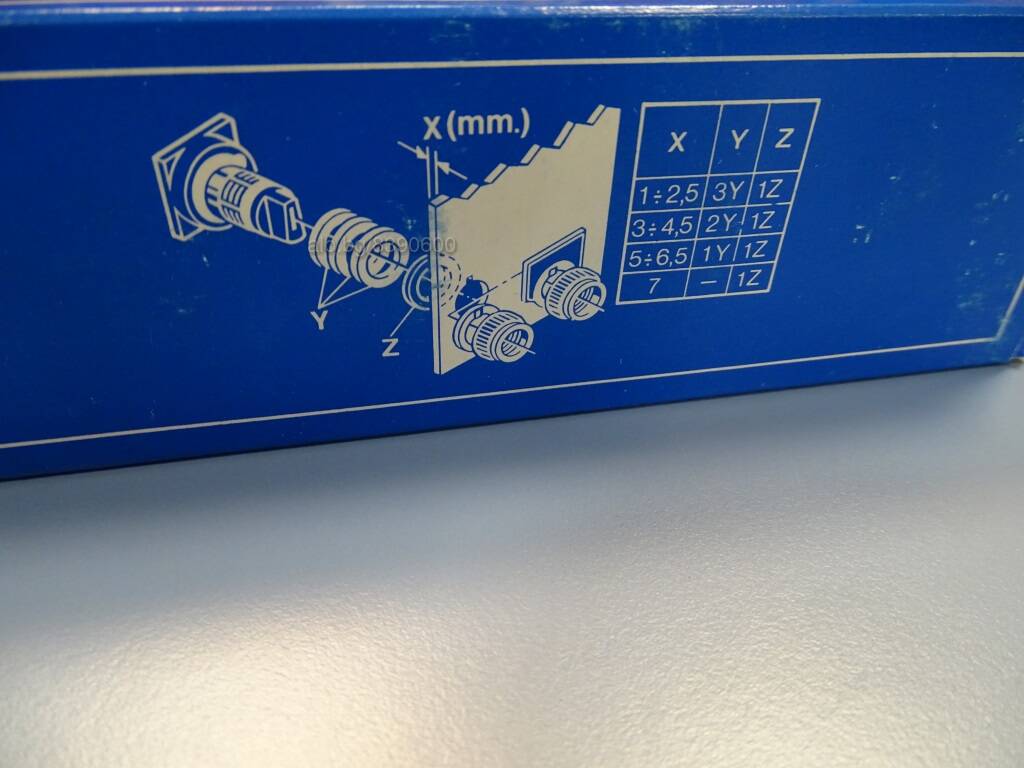 X (mm.)
Y
Z
X Y Z
1÷2,5 3Y 1Z
3÷4,5 2Y 1Z
5÷6,5 1Y 1Z
7 – 1Z